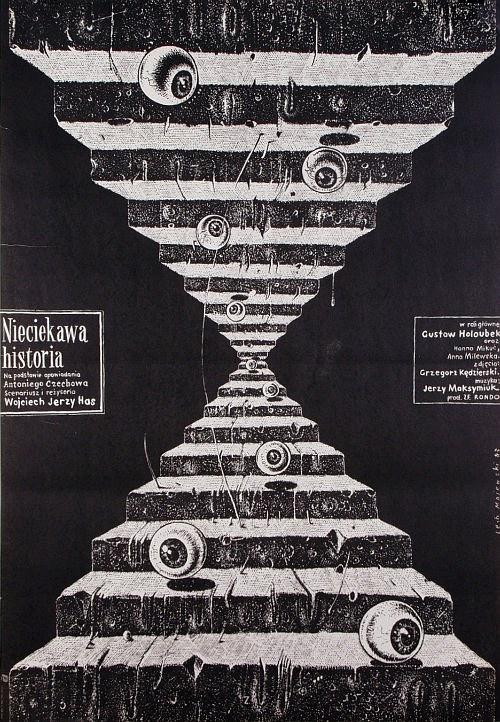 Nieciekawa
historia
Na podstawie opowiadania
Antoniego Czechowa
Scenariusz i reżyseria
Wojciech Jerzy Has
w roli głównej
Gustaw Holoubek
oraz
Hanna Mikuć,
Anna Milewska
zdjęcia:
Grzegorz Kędzierski.
muzyka:
Jerzy Maksymiuk.
prod. ZF. RONDO